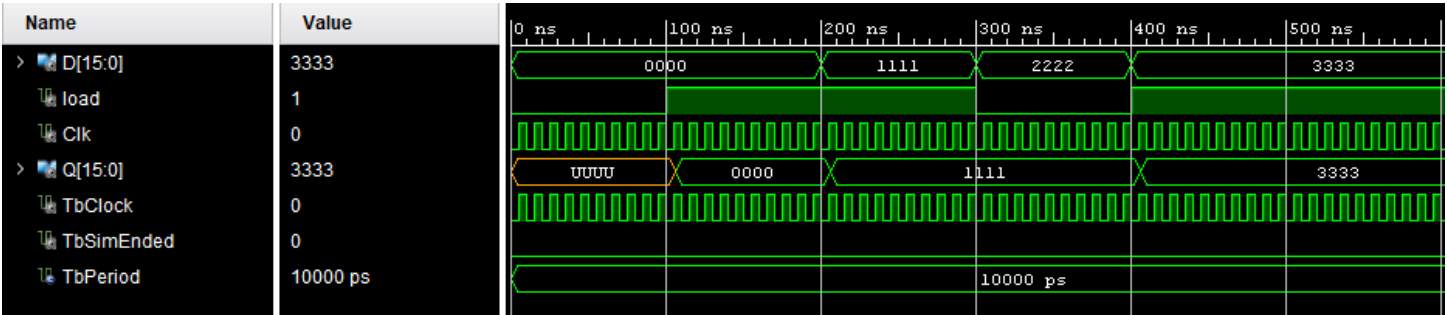 Name Value 0 ns 100 ns 200 ns 300 ns 400 ns 500 ns
D[15:0] 3333 0000 1111 2222 3333
load 1
Clk 0
Q[15:0] 3333 UUUU 0000 1111 3333
TbClock 0
TbSimEnded 0
TbPeriod 10000 ps 10000 ps